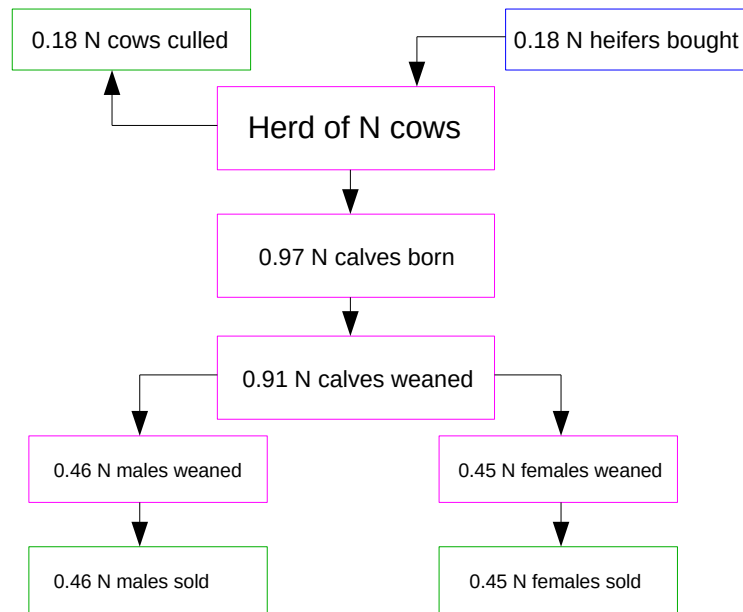 0.18 N cows culled
0.18 N heifers bought
Herd of N cows
0.97 N calves born
0.91 N calves weaned
0.46 N males weaned
0.45 N females weaned
0.46 N males sold
0.45 N females sold